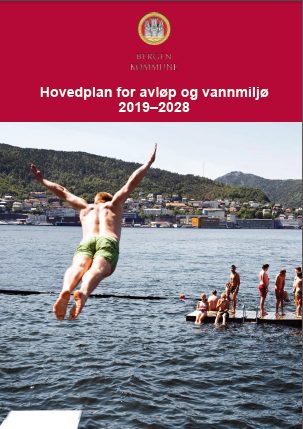 BERGEN
KOMMUNE
Hovedplan for avløp og vannmiljø
2019–2028